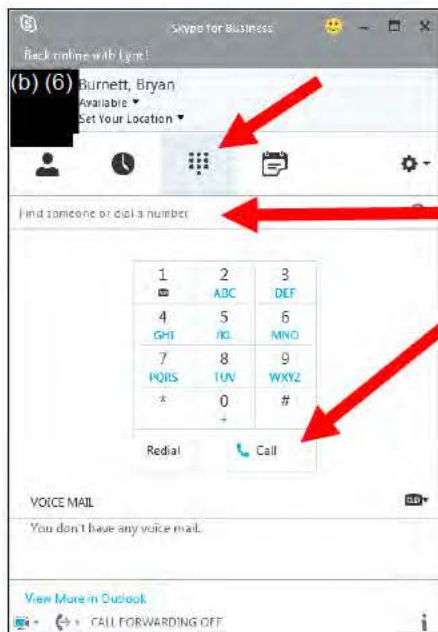 Skype for Business
Back online with Lync!
(b) (6) Burnett, Bryan
Available
Set Your Location
Find someone or dial a number
1 2 3
ABC DEF
4 5 6
GHI JKL MNO
7 8 9
PQRS TUV WXYZ
* 0 #
+
Redial Call
VOICE MAIL
You don't have any voice mail.
View More in Outlook
CALL FORWARDING OFF